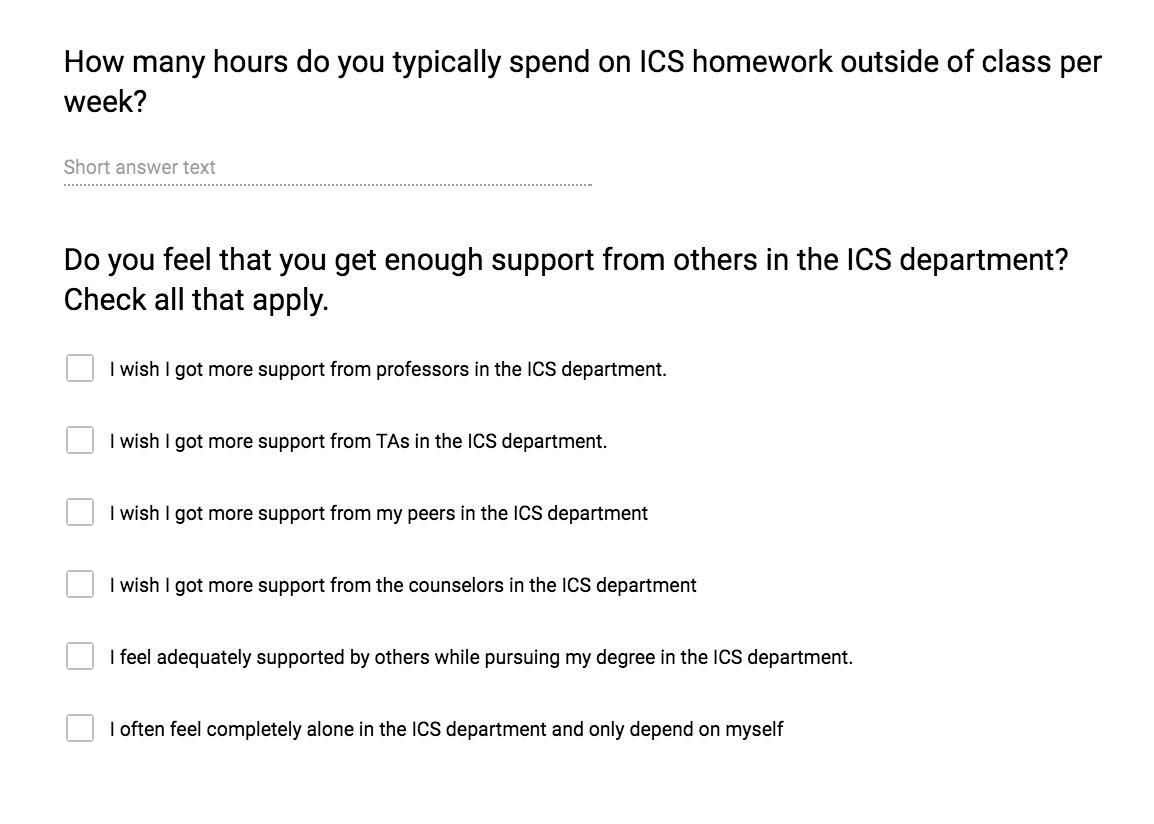 How many hours do you typically spend on ICS homework outside of class per
week?
Short answer text
Do you feel that you get enough support from others in the ICS department?
Check all that apply.
I wish I got more support from professors in the ICS department.
I wish I got more support from TAs in the ICS department.
I wish I got more support from my peers in the ICS department
I wish I got more support from the counselors in the ICS department
I feel adequately supported by others while pursuing my degree in the ICS department.
I often feel completely alone in the ICS department and only depend on myself